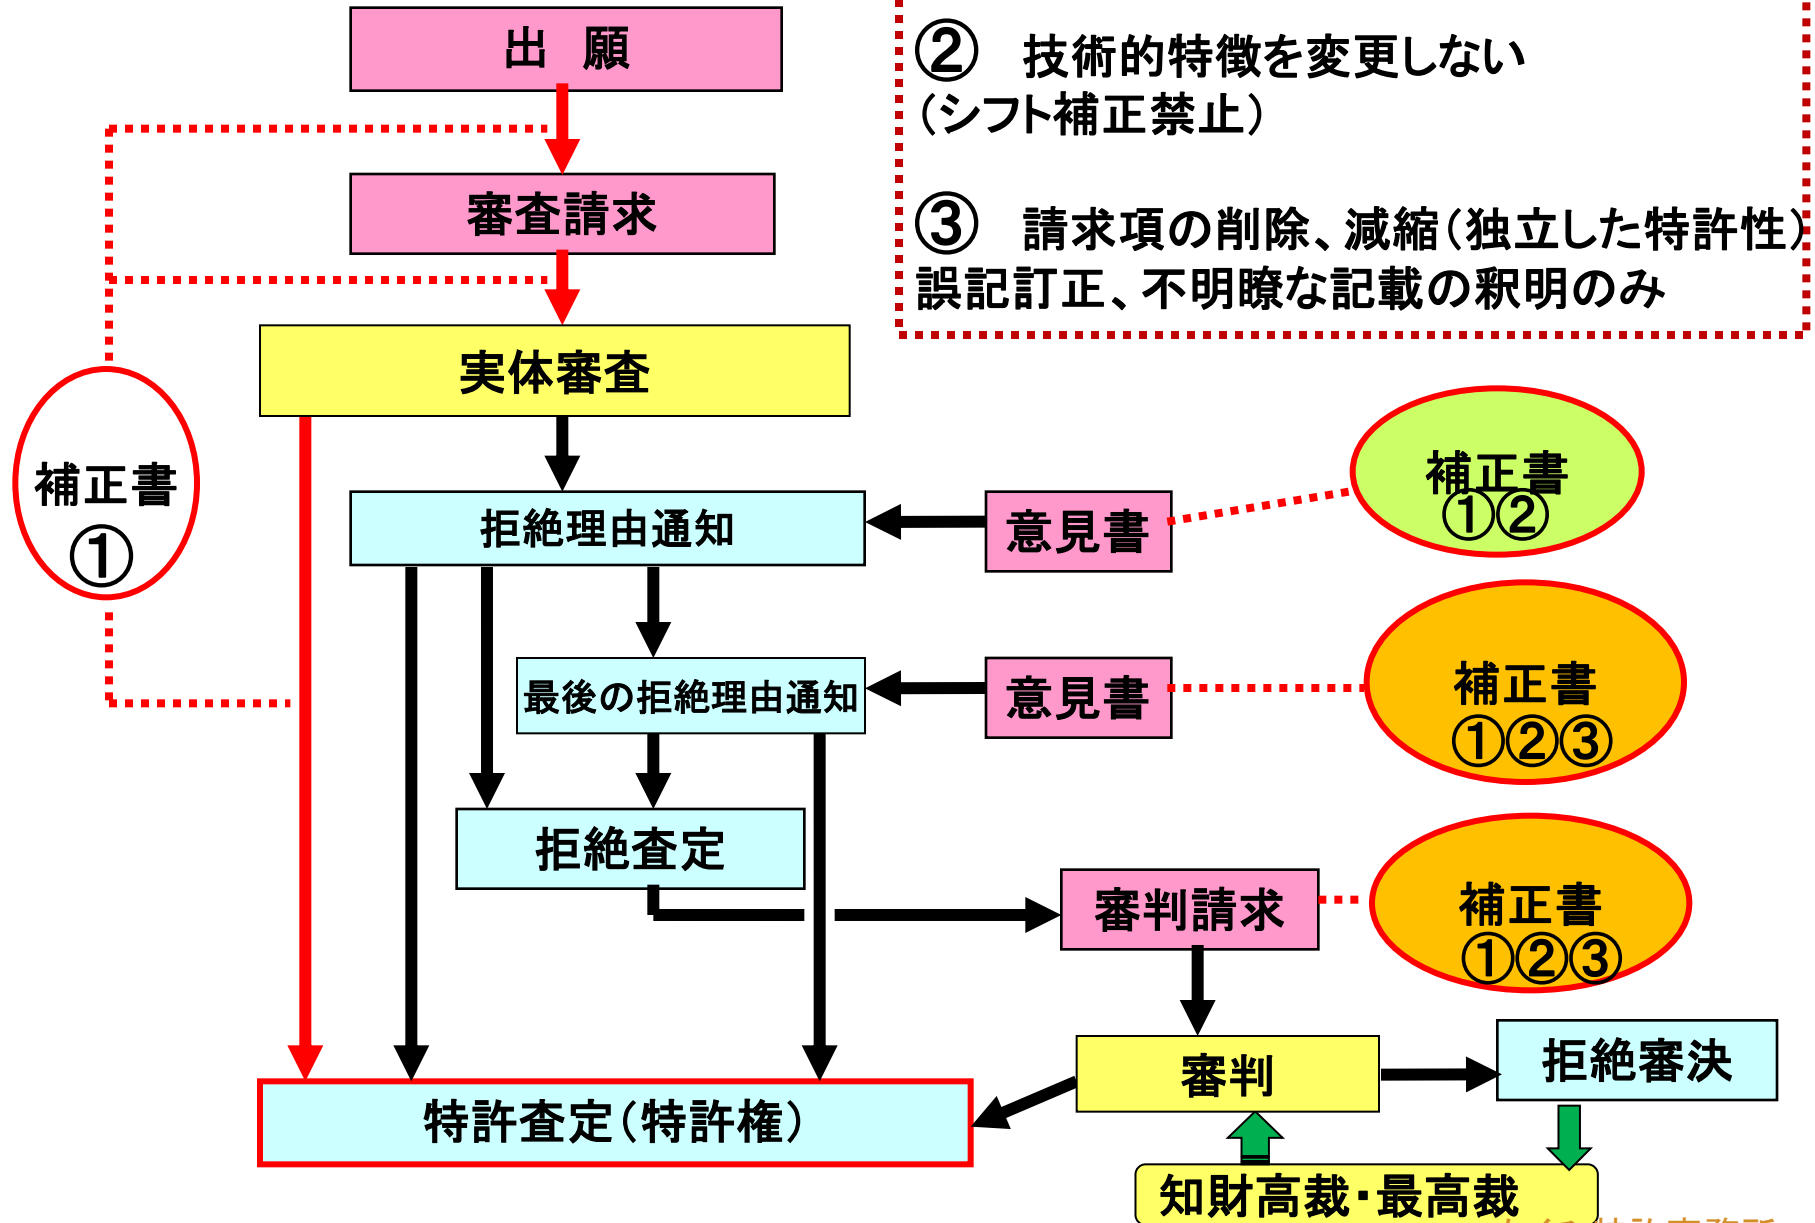 出　願
②　技術的特徴を変更しない
（シフト補正禁止）
③　請求項の削除、減縮（独立した特許性）
誤記訂正、不明瞭な記載の釈明のみ
審査請求
実体審査
補正書
①
拒絶理由通知
意見書
補正書
①②
最後の拒絶理由通知
意見書
補正書
①②③
拒絶査定
審判請求
補正書
①②③
審判
拒絶審決
特許査定（特許権）
知財高裁・最高裁